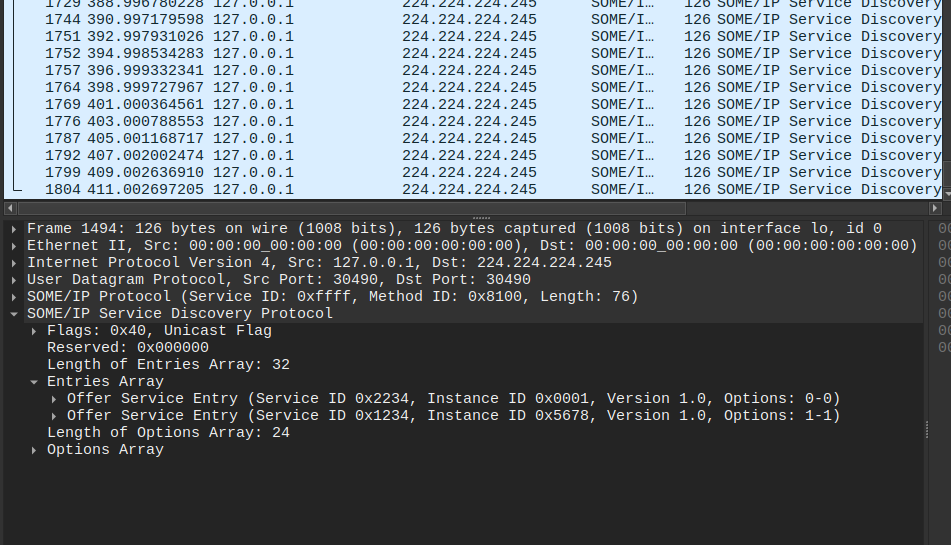 1729 388.996780228 127.0.0.1 224.224.224.245 SOME/I… 126 SOME/IP Service Discovery
1744 390.997179598 127.0.0.1 224.224.224.245 SOME/I… 126 SOME/IP Service Discovery
1751 392.997931026 127.0.0.1 224.224.224.245 SOME/I… 126 SOME/IP Service Discovery
1752 394.998534283 127.0.0.1 224.224.224.245 SOME/I… 126 SOME/IP Service Discovery
1757 396.999332341 127.0.0.1 224.224.224.245 SOME/I… 126 SOME/IP Service Discovery
1764 398.999727967 127.0.0.1 224.224.224.245 SOME/I… 126 SOME/IP Service Discovery
1769 401.000364561 127.0.0.1 224.224.224.245 SOME/I… 126 SOME/IP Service Discovery
1776 403.000788553 127.0.0.1 224.224.224.245 SOME/I… 126 SOME/IP Service Discovery
1787 405.001168717 127.0.0.1 224.224.224.245 SOME/I… 126 SOME/IP Service Discovery
1792 407.002002474 127.0.0.1 224.224.224.245 SOME/I… 126 SOME/IP Service Discovery
1799 409.002636910 127.0.0.1 224.224.224.245 SOME/I… 126 SOME/IP Service Discovery
1804 411.002697205 127.0.0.1 224.224.224.245 SOME/I… 126 SOME/IP Service Discovery
Frame 1494: 126 bytes on wire (1008 bits), 126 bytes captured (1008 bits) on interface lo, id 0
Ethernet II, Src: 00:00:00_00:00:00 (00:00:00:00:00:00), Dst: 00:00:00_00:00:00 (00:00:00:00:00:00)
Internet Protocol Version 4, Src: 127.0.0.1, Dst: 224.224.224.245
User Datagram Protocol, Src Port: 30490, Dst Port: 30490
SOME/IP Protocol (Service ID: 0xffff, Method ID: 0x8100, Length: 76)
SOME/IP Service Discovery Protocol
Flags: 0x40, Unicast Flag
Reserved: 0x000000
Length of Entries Array: 32
Entries Array
Offer Service Entry (Service ID 0x2234, Instance ID 0x0001, Version 1.0, Options: 0-0)
Offer Service Entry (Service ID 0x1234, Instance ID 0x5678, Version 1.0, Options: 1-1)
Length of Options Array: 24
Options Array